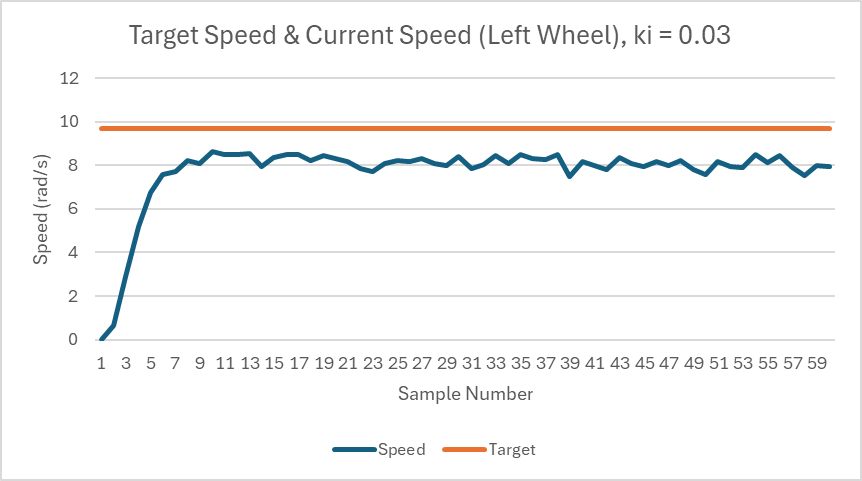 Target Speed & Current Speed (Left Wheel), ki = 0.03
12
10
8
6
4
2
0
Speed (rad/s)
1 3 5 7 9 11 13 15 17 19 21 23 25 27 29 31 33 35 37 39 41 43 45 47 49 51 53 55 57 59
Sample Number
Speed Target